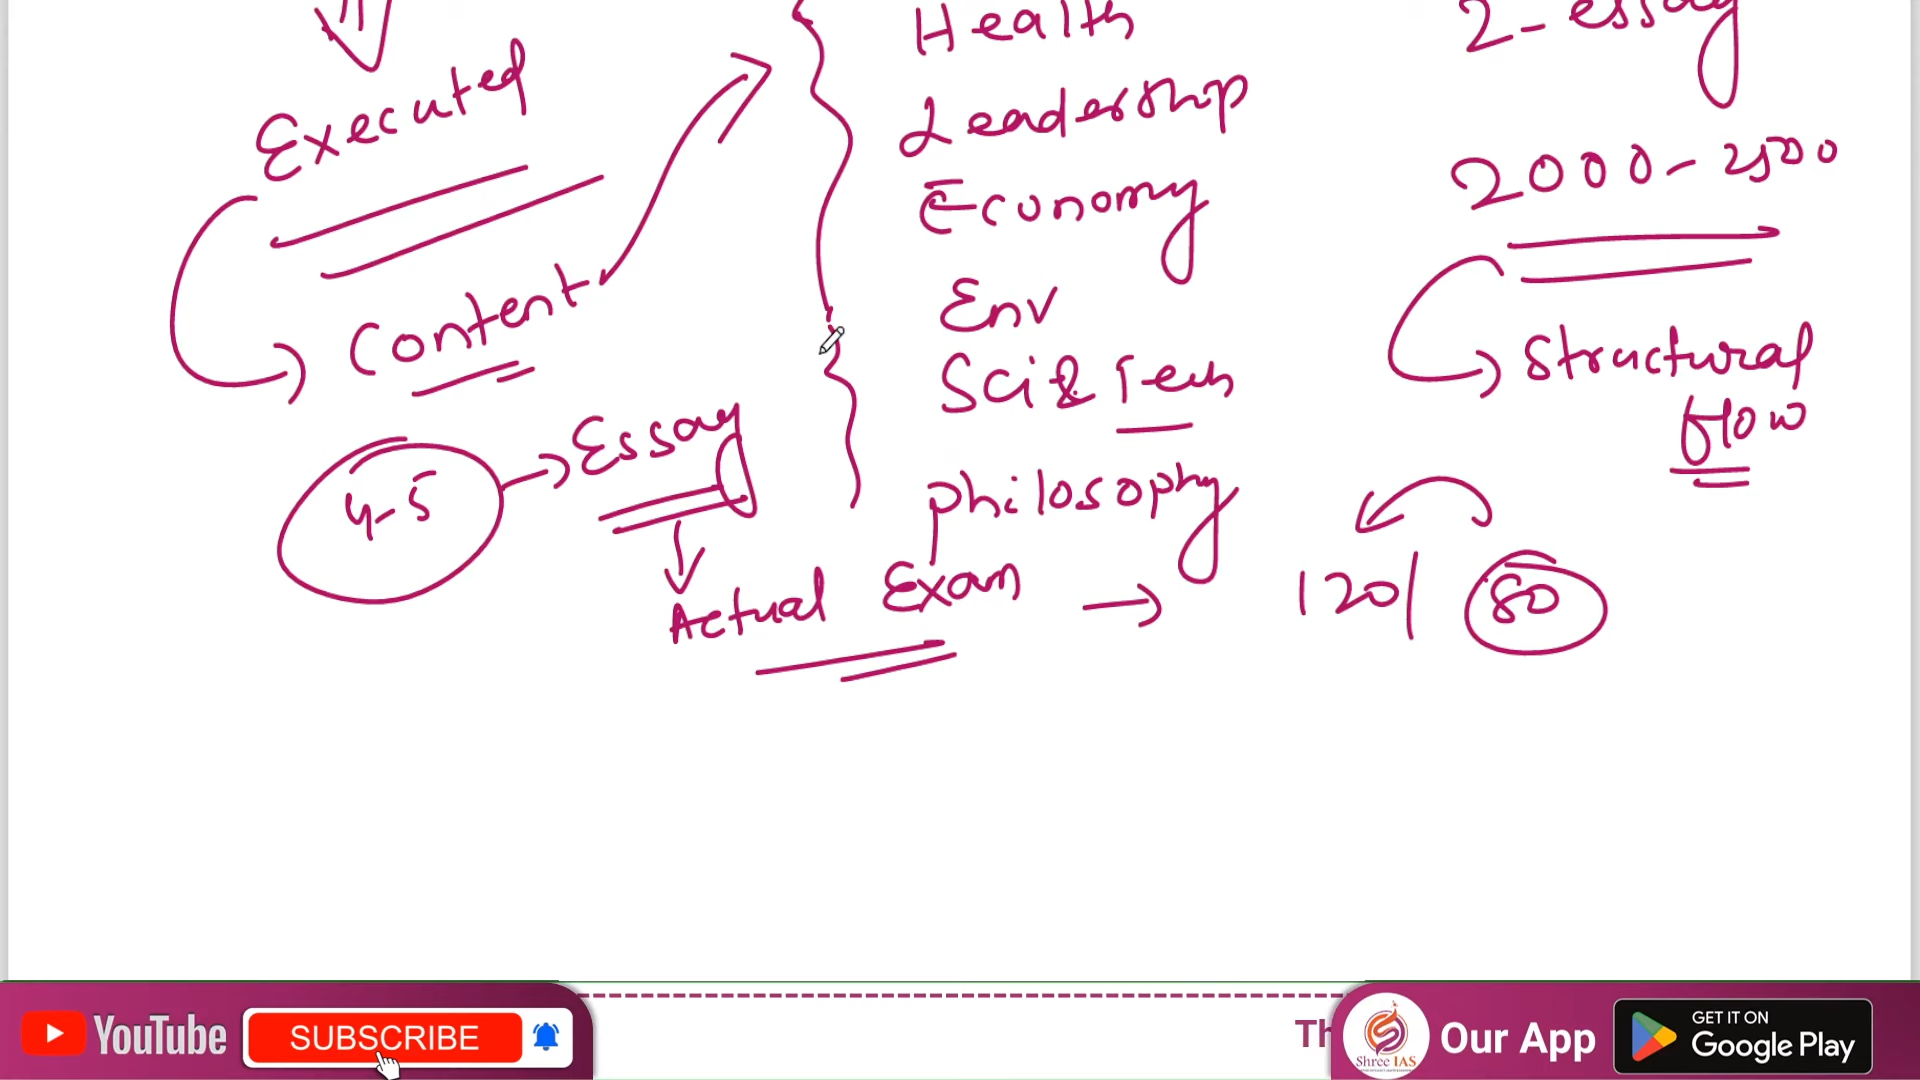 Health
2-essay
Executed
Leadership
2000-2500
Economy
Content
Env
Structural
flow
Sci & Tech
4-5
Essay
Philosophy
Actual Exam
120/80
YouTube
SUBSCRIBE
Th
Shree IAS
Our App
GET IT ON
Google Play